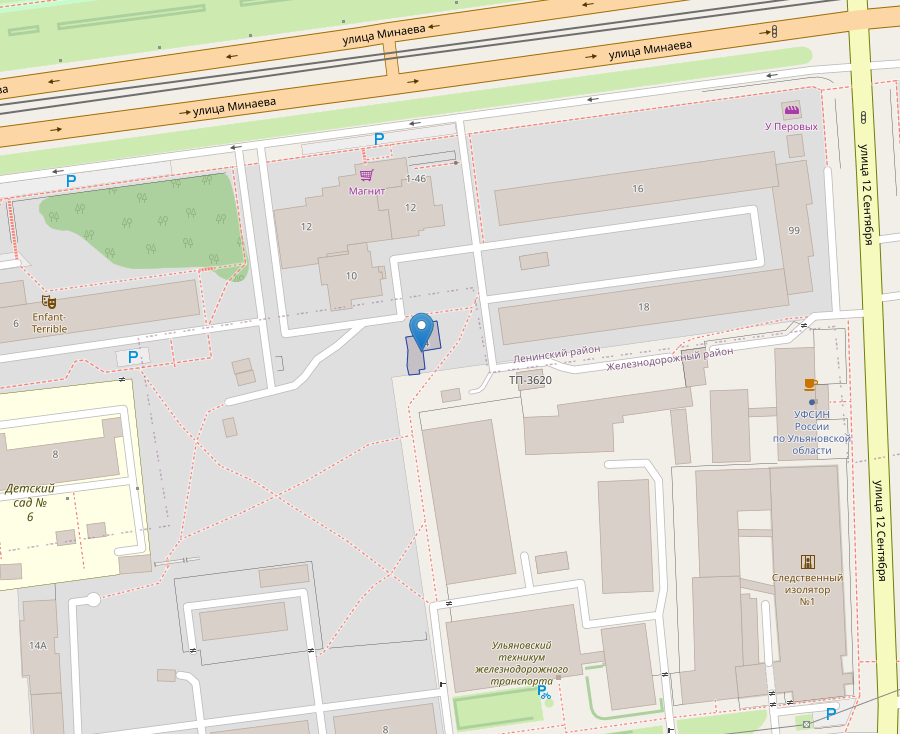 улица Минаева
улица Минаева
ва
улица Минаева
У Перовых
P
P
Магнит
1-46
16
12
12
улица 12 Сентября
99
10
6
Enfant-
Terrible
18
P
Ленинский район
Железнодорожный район
ТП-3620
УФСИН
России
по Ульяновской
области
8
Детский
сад №
6
улица 12 Сентября
Следственный
изолятор
№1
14А
Ульяновский
техникум
железнодорожного
транспорта
P
P
8